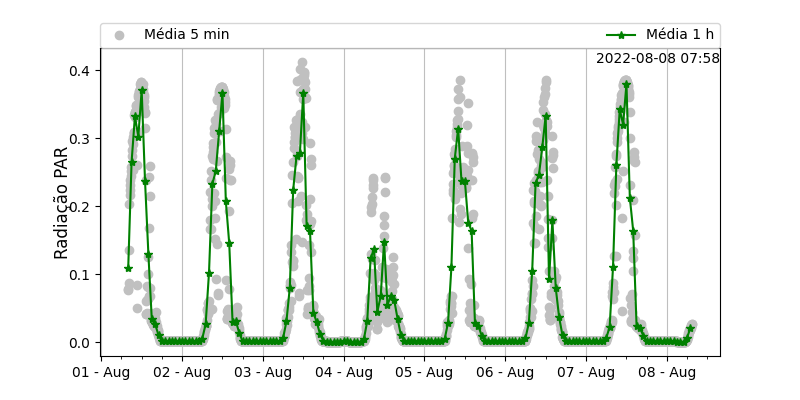 Média 5 min
Média 1 h
2022-08-08 07:58
Radiação PAR
0.4
0.3
0.2
0.1
0.0
01 - Aug
02 - Aug
03 - Aug
04 - Aug
05 - Aug
06 - Aug
07 - Aug
08 - Aug